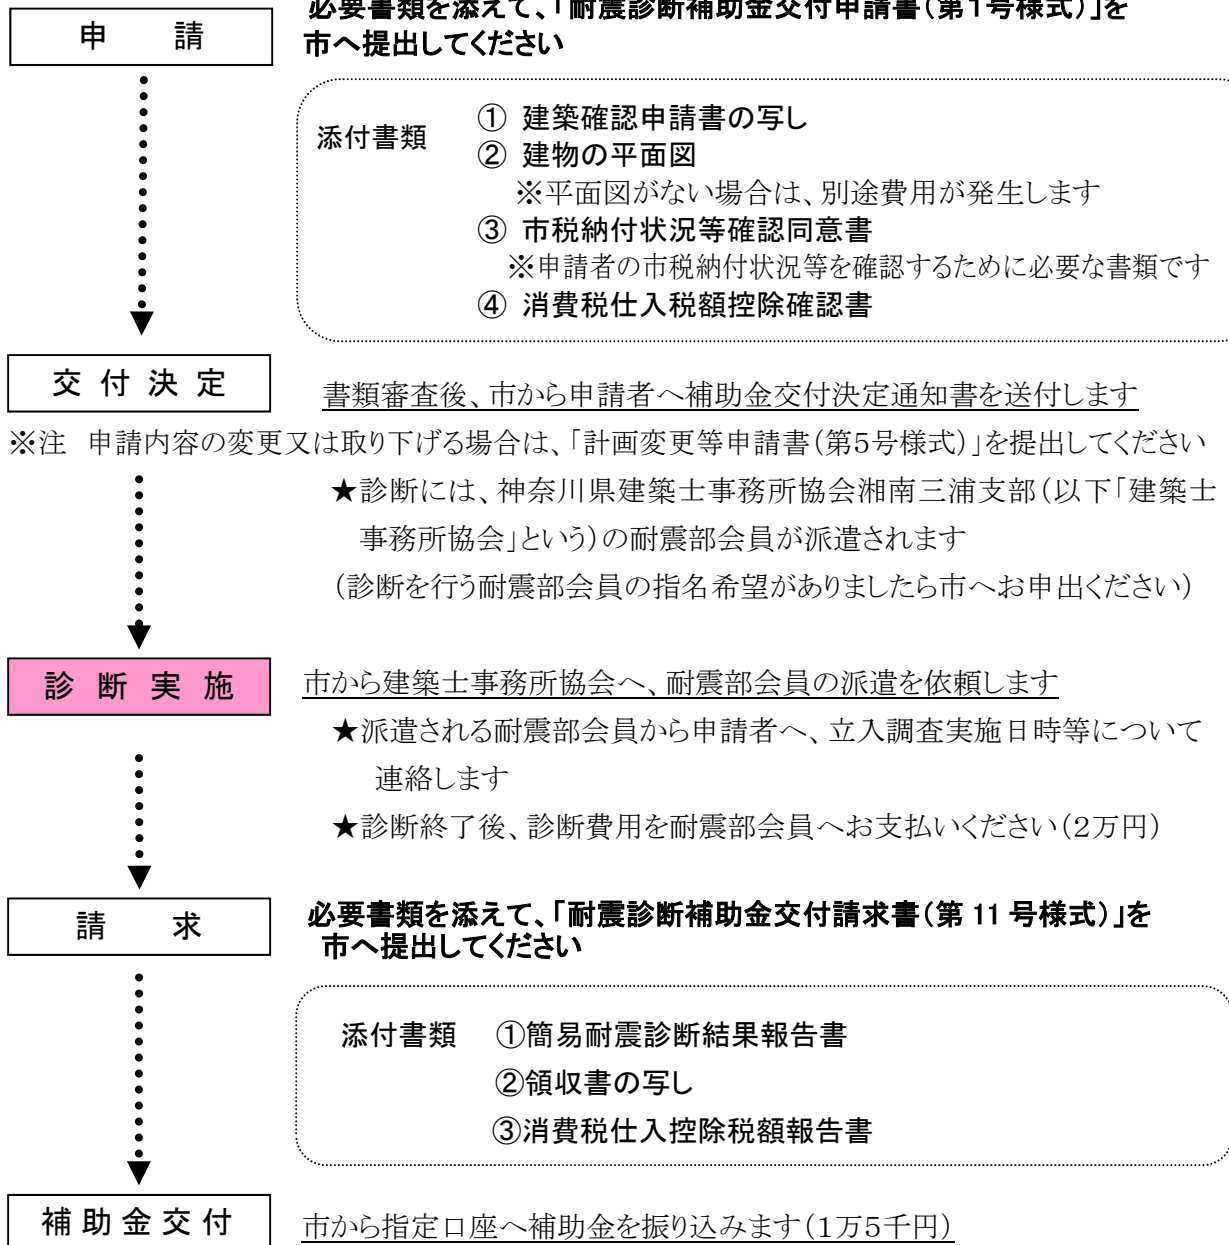 必要書類を添えて、「耐震診断補助金交付申請書（第１号様式）」を
申　請
市へ提出してください
添付書類
① 建築確認申請書の写し
② 建物の平面図
※平面図がない場合は、別途費用が発生します
③ 市税納付状況等確認同意書
※申請者の市税納付状況等を確認するために必要な書類です
④ 消費税仕入税額控除確認書
交付決定
書類審査後、市から申請者へ補助金交付決定通知書を送付します
※注　申請内容の変更又は取り下げる場合は、「計画変更等申請書（第５号様式）」を提出してください
★診断には、神奈川県建築士事務所協会湘南三浦支部（以下「建築士
事務所協会」という）の耐震部会員が派遣されます
（診断を行う耐震部会員の指名希望がありましたら市へお申出ください）
診断実施
市から建築士事務所協会へ、耐震部会員の派遣を依頼します
★派遣される耐震部会員から申請者へ、立入調査実施日時等について
連絡します
★診断終了後、診断費用を耐震部会員へお支払いください（２万円）
請　求
必要書類を添えて、「耐震診断補助金交付請求書（第 11 号様式）」を
市へ提出してください
添付書類　①簡易耐震診断結果報告書
②領収書の写し
③消費税仕入控除税額報告書
補助金交付
市から指定口座へ補助金を振り込みます（１万５千円）